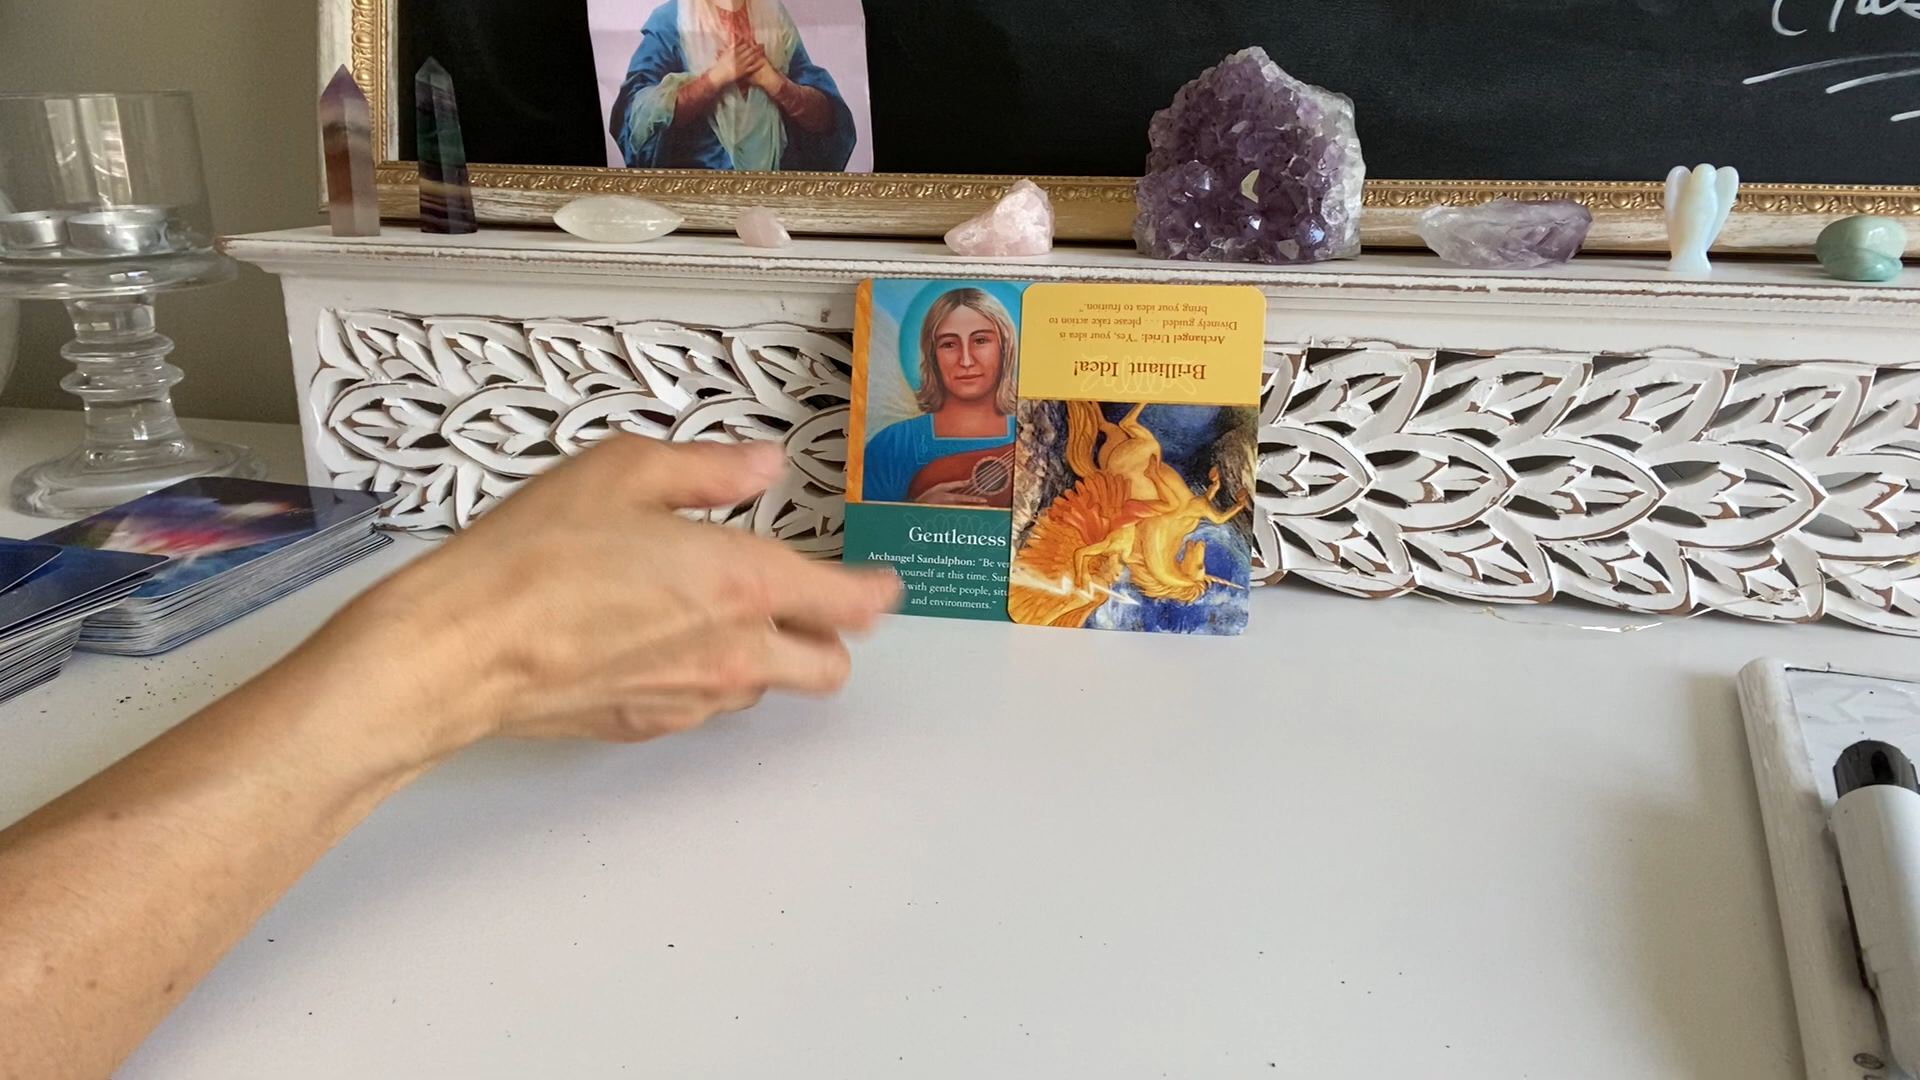 Gentleness
Archangel Sandalphon: "Be ver
with yourself at this time. Sur
with gentle people, situ
and environments."
Brilliant Idea!
Archangel Uriel: "Yes, your idea is
Divinely guided . . . please take action to
bring your idea to fruition."